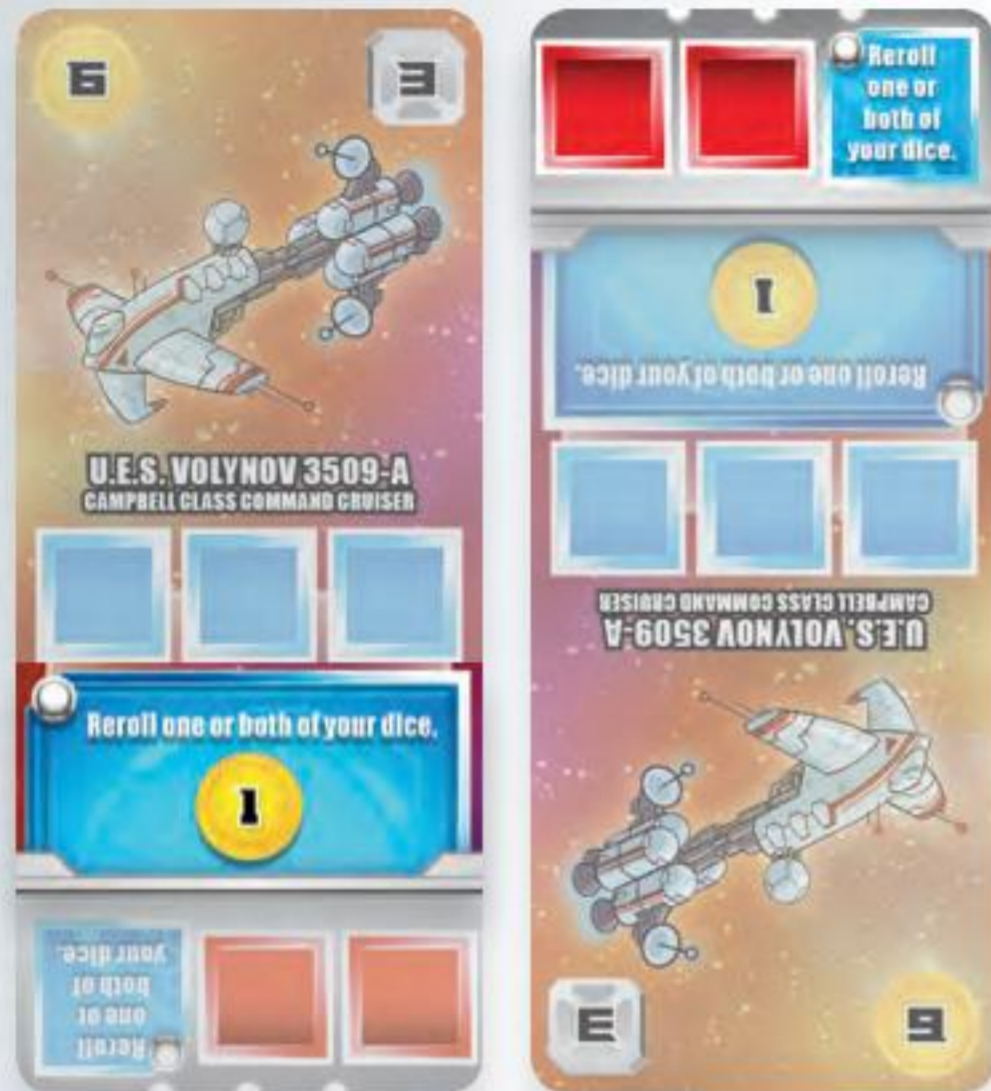 6
3
U.E.S. VOLYNOV 3509-A
CAMPBELL CLASS COMMAND CRUISER
Reroll one or both of your dice.
1
Reroll
one or
both of
your dice.
Reroll
one or
both of
your dice.
1
Reroll one or both of your dice.
U.E.S. VOLYNOV 3509-A
CAMPBELL CLASS COMMAND CRUISER
3
6